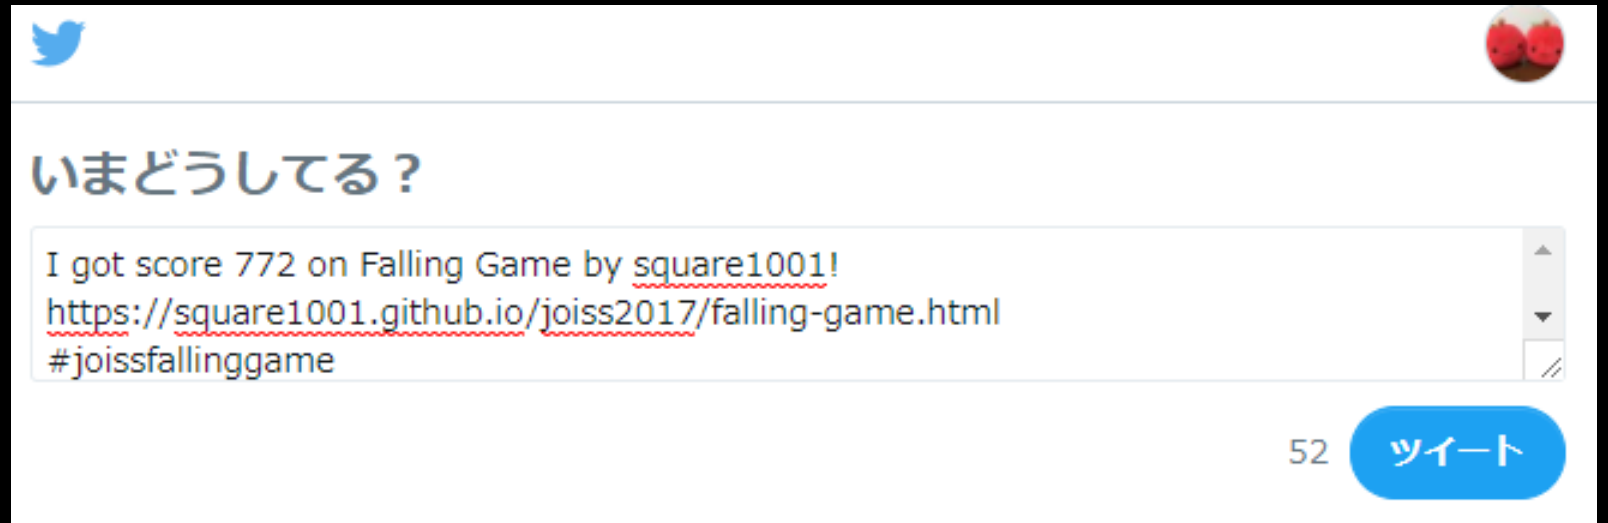 いまどうしてる？
I got score 772 on Falling Game by square1001!
https://square1001.github.io/joiss2017/falling-game.html
#joissfallinggame
52
ツイート